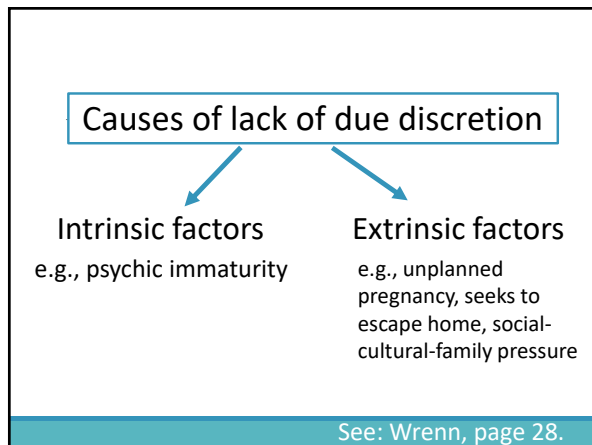 Causes of lack of due discretion
Intrinsic factors
e.g., psychic immaturity
Extrinsic factors
e.g., unplanned
pregnancy, seeks to
escape home, social-
cultural-family pressure
See: Wrenn, page 28.